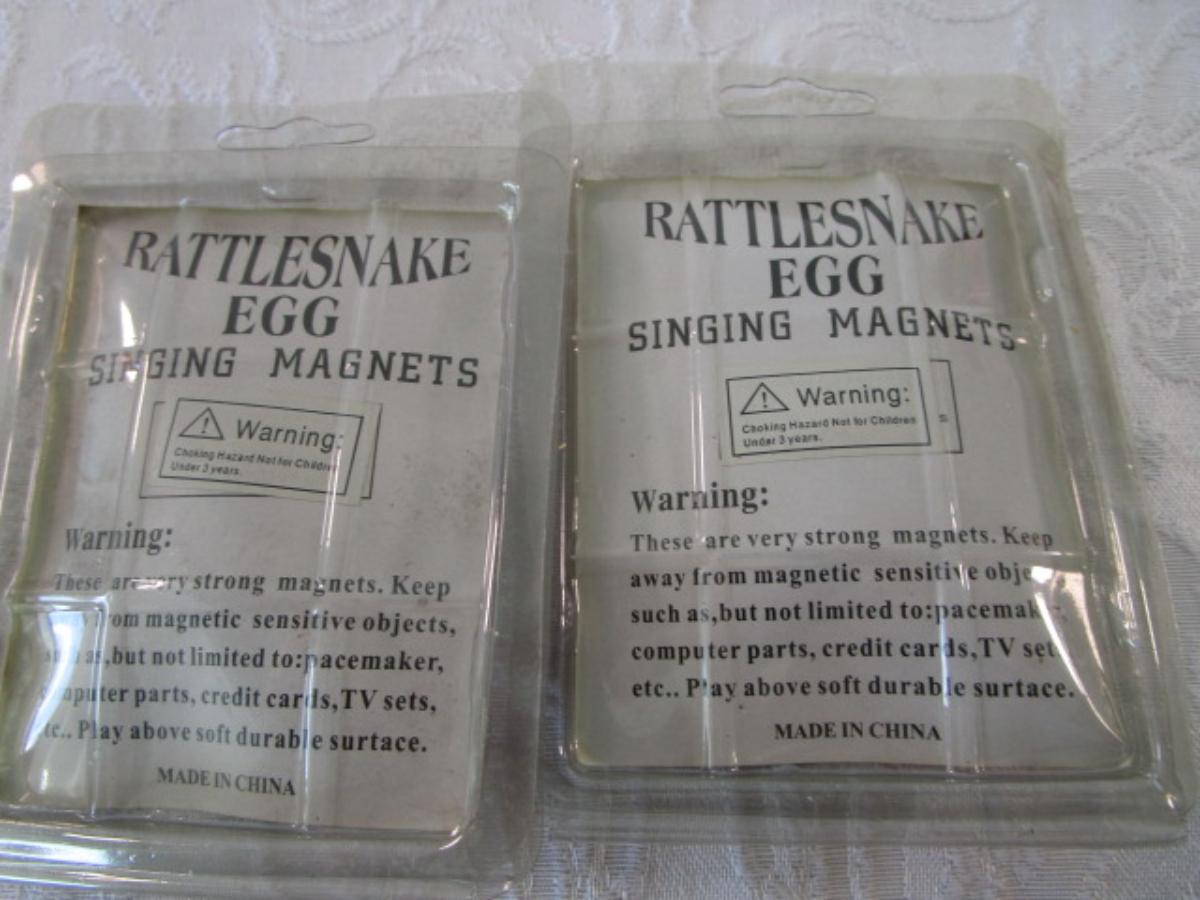 RATTLESNAKE
EGG
SINGING MAGNETS
Warning:
Choking Hazard Not for Children
Under 3 years.
Warning:
These are very strong magnets. Keep
from magnetic sensitive objects,
such as,but not limited to:pacemaker,
computer parts, credit cards,TV sets,
etc.. Play above soft durable surtace.
MADE IN CHINA
RATTLESNAKE
EGG
SINGING MAGNETS
Warning:
Choking Hazard Not for Children
Under 3 years.
s
Warning:
These are very strong magnets. Keep
away from magnetic sensitive
such as,but not limited to:pacemaker,
computer parts, credit cards,TV sets
etc.. Play above soft durable surtace.
MADE IN CHINA